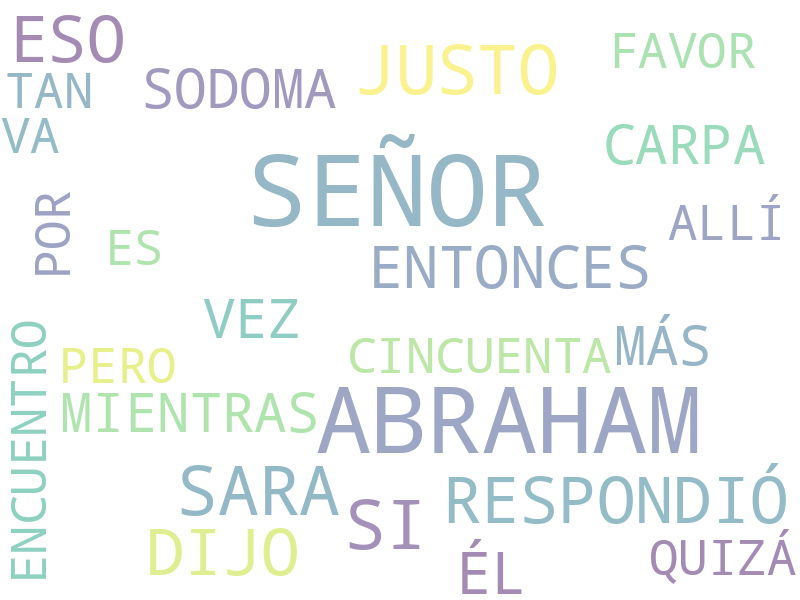 ESO
TAN
SODOMA
JUSTO
FAVOR
VA
SEÑOR
CARPA
POR
ES
ENTONCES
ALLÍ
VEZ
CINCUENTA
MÁS
ENCUENTRO
PERO
MIENTRAS
ABRAHAM
SARA
SI
RESPONDIÓ
DIJO
ÉL
QUIZÁ